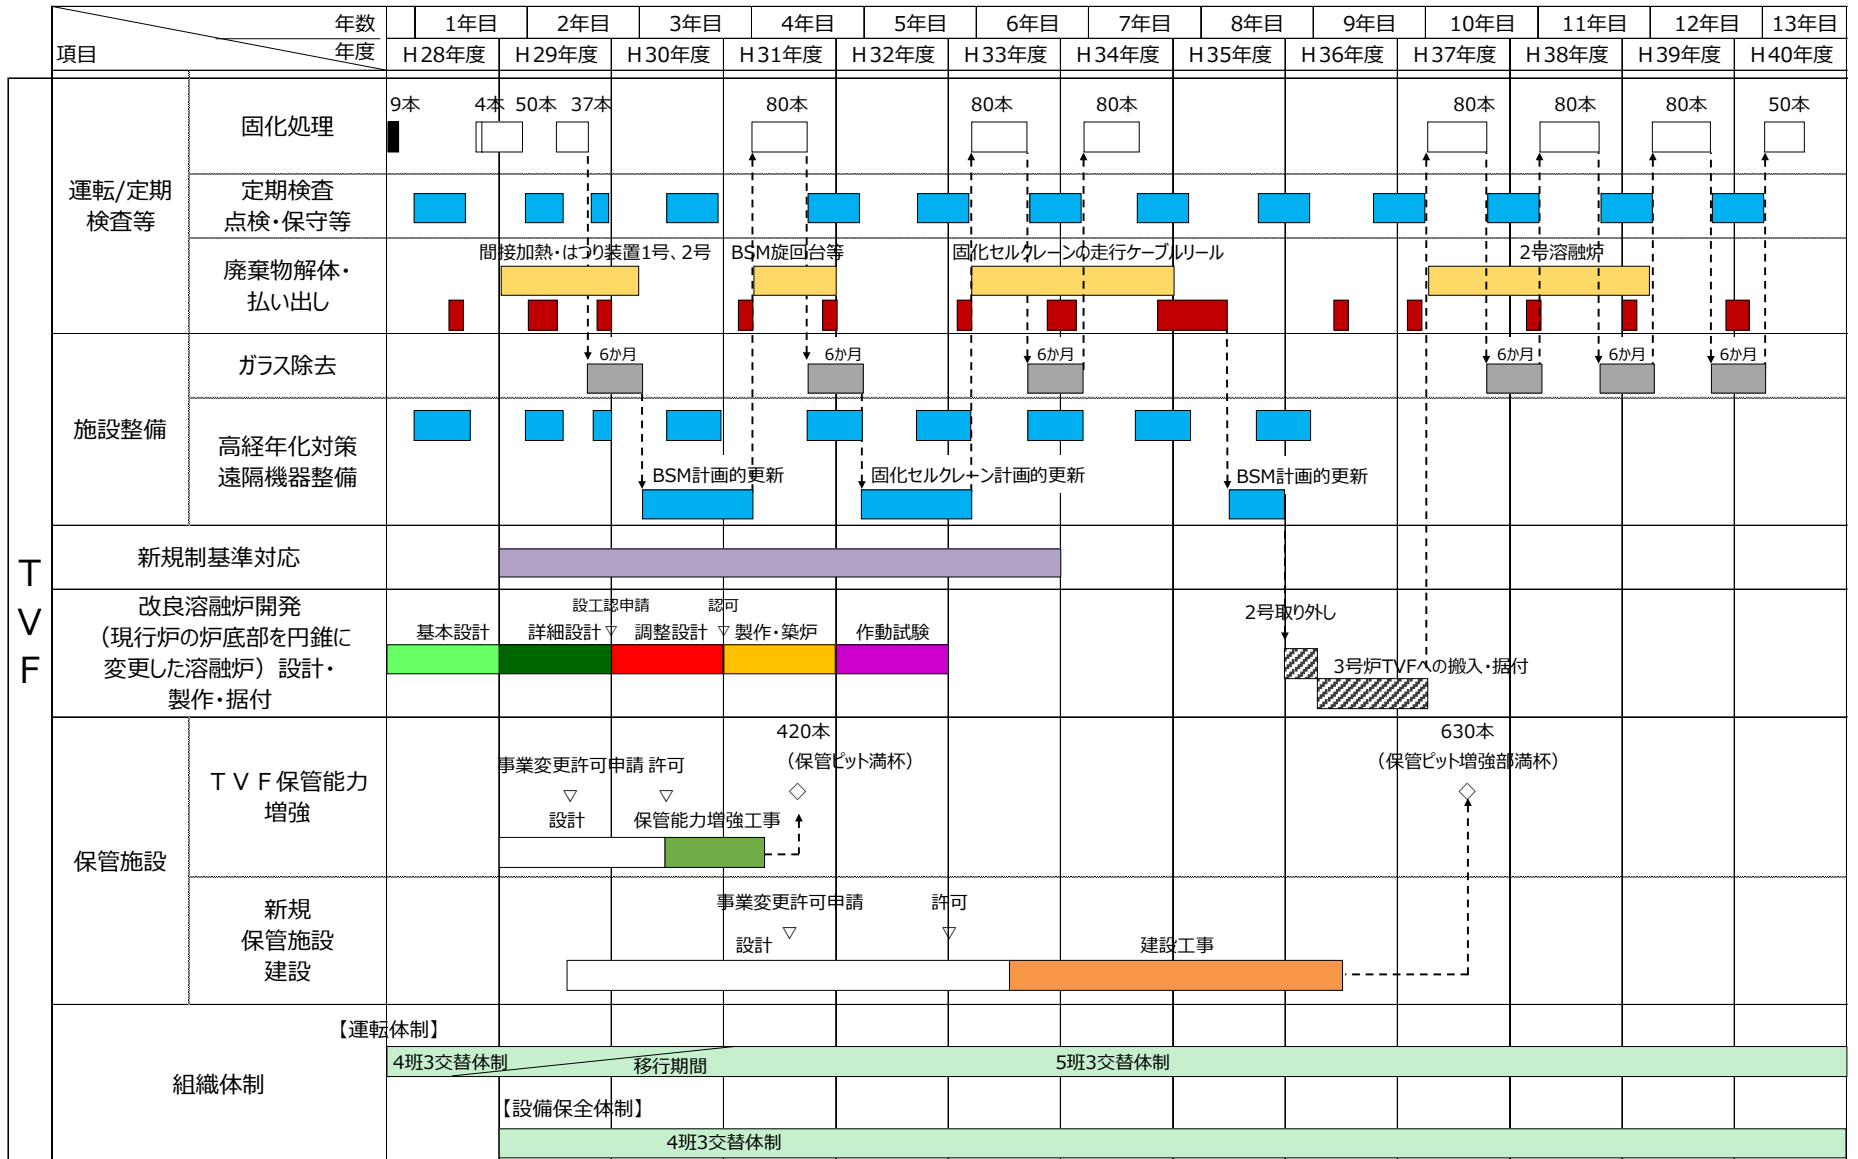 年数
1年目 2年目 3年目 4年目 5年目 6年目 7年目 8年目 9年目 10年目 11年目 12年目 13年目
項目
年度
H28年度 H29年度 H30年度 H31年度 H32年度 H33年度 H34年度 H35年度 H36年度 H37年度 H38年度 H39年度 H40年度
TVF
運転/定期
検査等
固化処理
9本 4本 50本 37本 80本 80本 80本 80本 80本 80本 50本
定期検査
点検・保守等
廃棄物解体・
払い出し
間接加熱・はつり装置1号、2号 BSM旋回台等 固化セルクレーンの走行ケーブルリール 2号溶融炉
施設整備
ガラス除去
6か月 6か月 6か月 6か月 6か月 6か月
高経年化対策
遠隔機器整備
BSM計画的更新 固化セルクレーン計画的更新 BSM計画的更新
新規制基準対応
改良溶融炉開発
(現行炉の炉底部を円錐に
変更した溶融炉)設計・
製作・据付
設工認申請 認可
基本設計 詳細設計▽ 調整設計▽ 製作・築炉 作動試験
2号取り外し
3号炉TVFへの搬入・据付
保管施設
TVF保管能力
増強
420本
(保管ピット満杯)
630本
(保管ピット増強部満杯)
事業変更許可申請 許可
▽ ▽ ◇ ◇
設計 保管能力増強工事
新規
保管施設
建設
事業変更許可申請 許可
▽ ▽
設計 建設工事
組織体制
【運転体制】
4班3交替体制 移行期間 5班3交替体制
【設備保全体制】
4班3交替体制